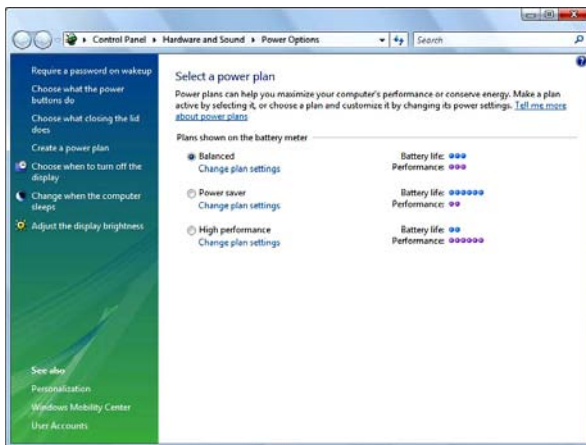 Control Panel ▸ Hardware and Sound ▸ Power Options
Search
Require a password on wakeup
Choose what the power
buttons do
Choose what closing the lid
does
Create a power plan
Choose when to turn off the
display
Change when the computer
sleeps
Adjust the display brightness
See also
Personalization
Windows Mobility Center
User Accounts
Select a power plan
Power plans can help you maximize your computer's performance or conserve energy. Make a plan
active by selecting it, or choose a plan and customize it by changing its power settings. Tell me more
about power plans
Plans shown on the battery meter
Balanced Battery life:
Change plan settings Performance:
Power saver Battery life:
Change plan settings Performance:
High performance Battery life:
Change plan settings Performance: